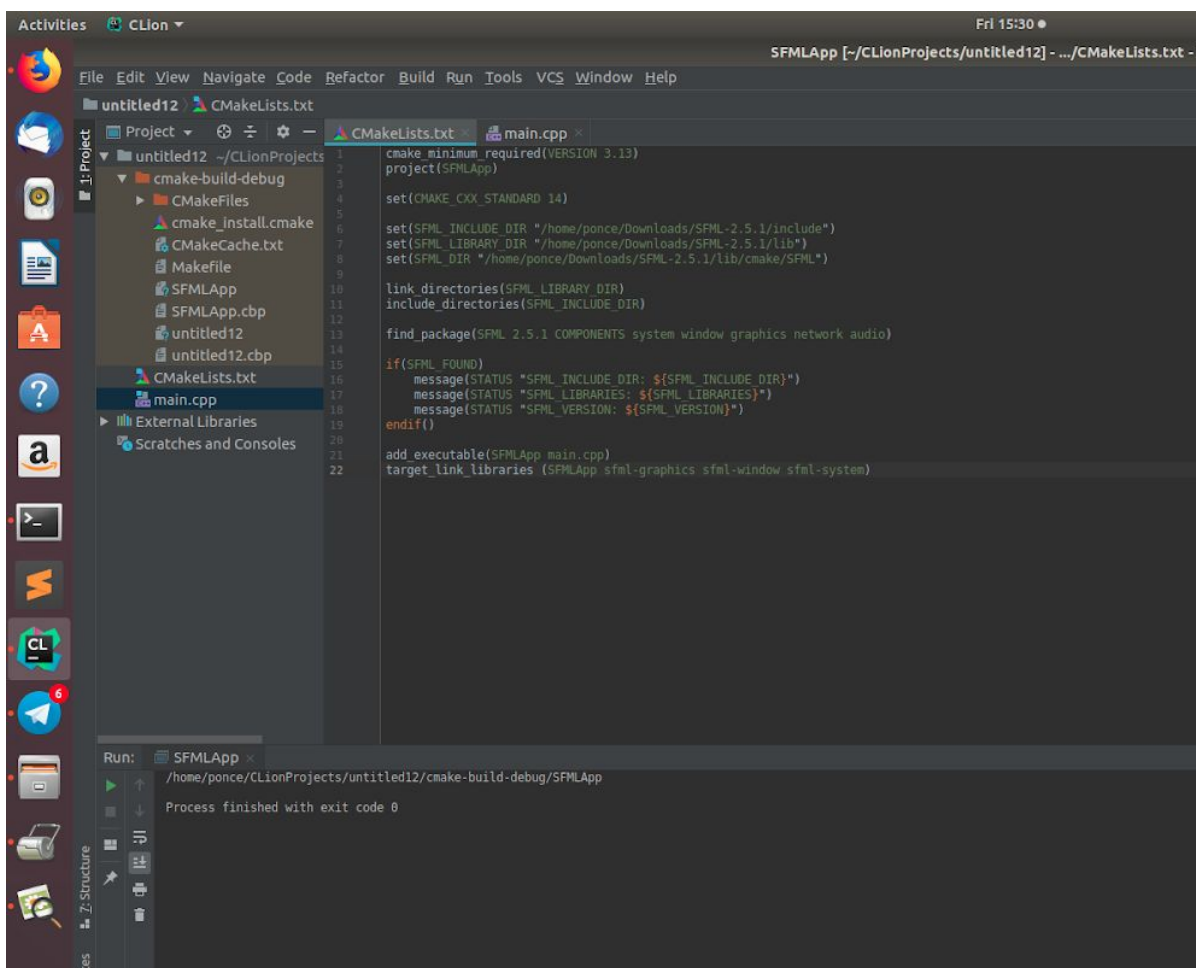 Activities CLion
Fri 15:30
SFMLApp [~/CLionProjects/untitled12] - .../CMakeLists.txt -
File Edit View Navigate Code Refactor Build Run Tools VCS Window Help
untitled12 CMakeLists.txt
1: Project
Project
untitled12 ~/CLionProjects
cmake-build-debug
CMakeFiles
cmake_install.cmake
CMakeCache.txt
Makefile
SFMLApp
SFMLApp.cbp
untitled12
untitled12.cbp
CMakeLists.txt
main.cpp
External Libraries
Scratches and Consoles
CMakeLists.txt main.cpp
1 cmake_minimum_required(VERSION 3.13)
2 project(SFMLApp)
3
4 set(CMAKE_CXX_STANDARD 14)
5
6 set(SFML_INCLUDE_DIR "/home/ponce/Downloads/SFML-2.5.1/include")
7 set(SFML_LIBRARY_DIR "/home/ponce/Downloads/SFML-2.5.1/lib")
8 set(SFML_DIR "/home/ponce/Downloads/SFML-2.5.1/lib/cmake/SFML")
9
10 link_directories(SFML_LIBRARY_DIR)
11 include_directories(SFML_INCLUDE_DIR)
12
13 find_package(SFML 2.5.1 COMPONENTS system window graphics network audio)
14
15 if(SFML_FOUND)
16 message(STATUS "SFML_INCLUDE_DIR: ${SFML_INCLUDE_DIR}")
17 message(STATUS "SFML_LIBRARIES: ${SFML_LIBRARIES}")
18 message(STATUS "SFML_VERSION: ${SFML_VERSION}")
19 endif()
20
21 add_executable(SFMLApp main.cpp)
22 target_link_libraries (SFMLApp sfml-graphics sfml-window sfml-system)
a
CL
6
Run: SFMLApp
/home/ponce/CLionProjects/untitled12/cmake-build-debug/SFMLApp
Process finished with exit code 0
7: Structure